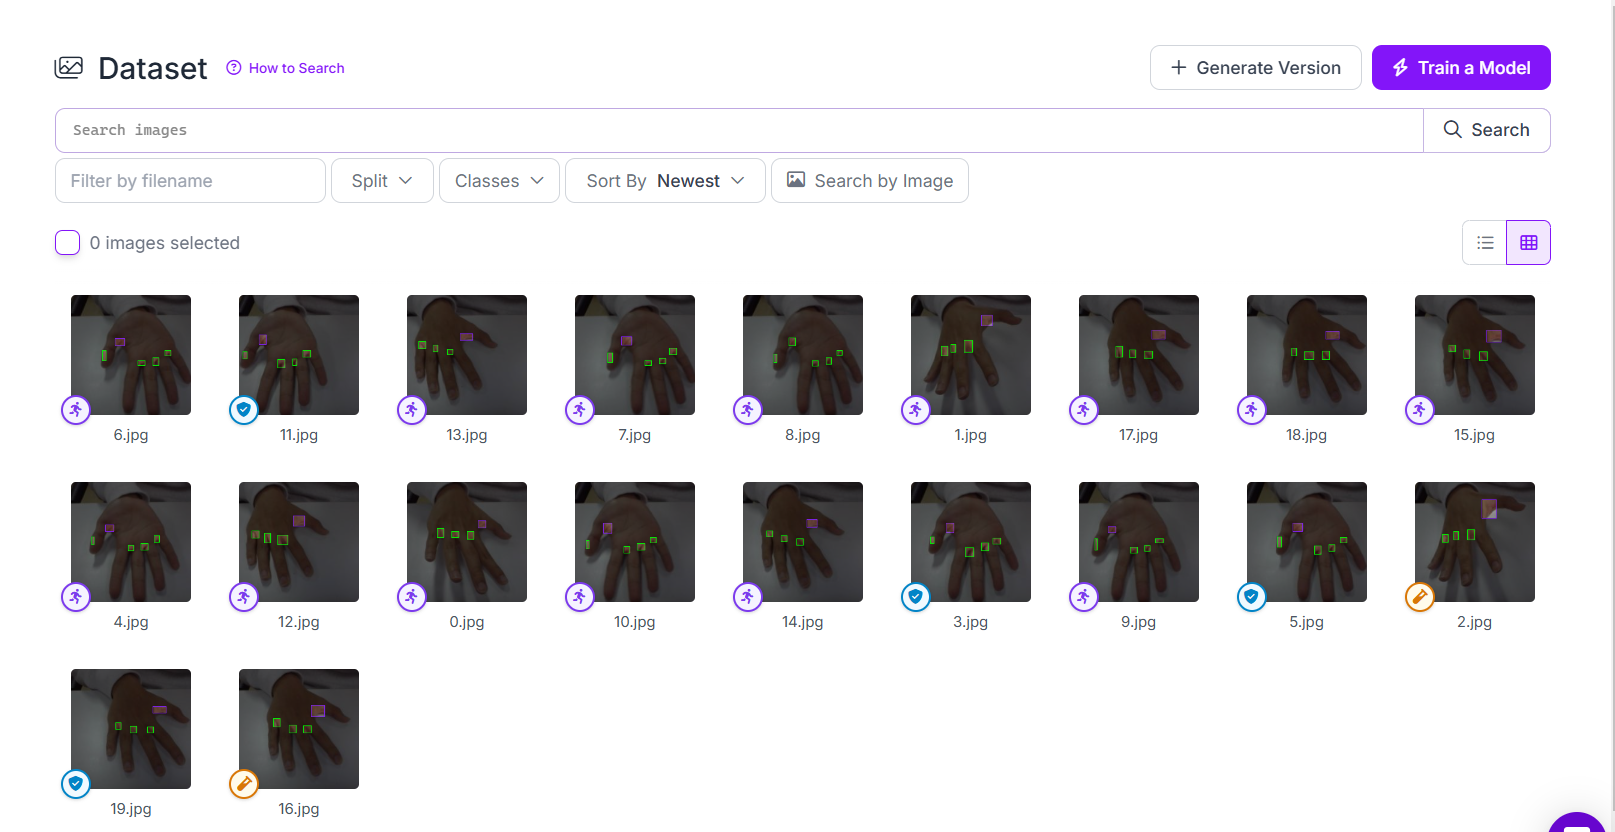 Dataset
How to Search
Generate Version
Train a Model
Search images
Search
Filter by filename
Split
Classes
Sort By Newest
Search by Image
0 images selected
6.jpg
11.jpg
13.jpg
7.jpg
8.jpg
1.jpg
17.jpg
18.jpg
15.jpg
4.jpg
12.jpg
0.jpg
10.jpg
14.jpg
3.jpg
9.jpg
5.jpg
2.jpg
19.jpg
16.jpg